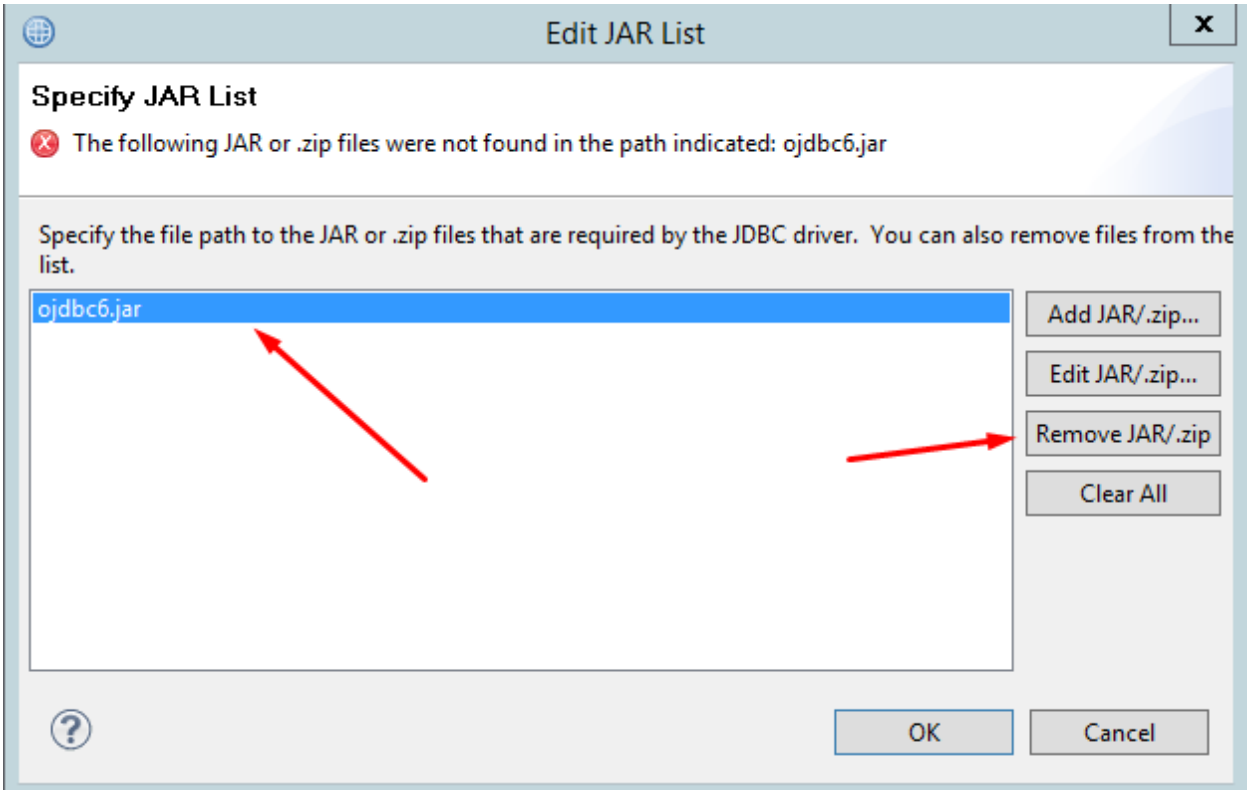 Edit JAR List
x
Specify JAR List
The following JAR or .zip files were not found in the path indicated: ojdbc6.jar
Specify the file path to the JAR or .zip files that are required by the JDBC driver.  You can also remove files from the
list.
ojdbc6.jar
Add JAR/.zip...
Edit JAR/.zip...
Remove JAR/.zip
Clear All
?
OK
Cancel